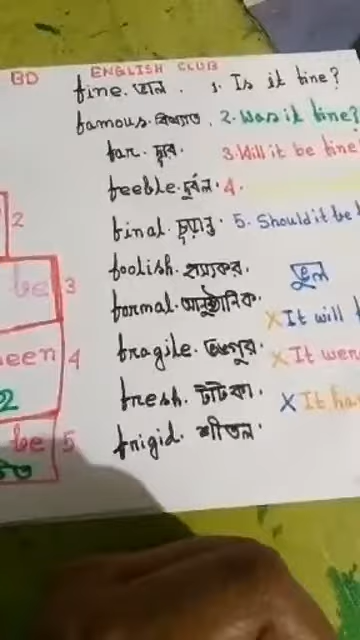 BD ENGLISH CLUB
fine. ভাল. 1. Is it fine?
famous. বিখ্যাত. 2. Was it fine?
far. দূর. 3. Will it be fine
feeble. দুর্বল. 4.
final. চূড়ান্ত. 5. Should it be
foolish. হাস্যকর. ভুল
formal. আনুষ্ঠানিক.
X It will
fragile. ভঙ্গুর. X It were
fresh. টাটকা. X It ha
frigid. শীতল.
2
be 3
een 4
2
be 5